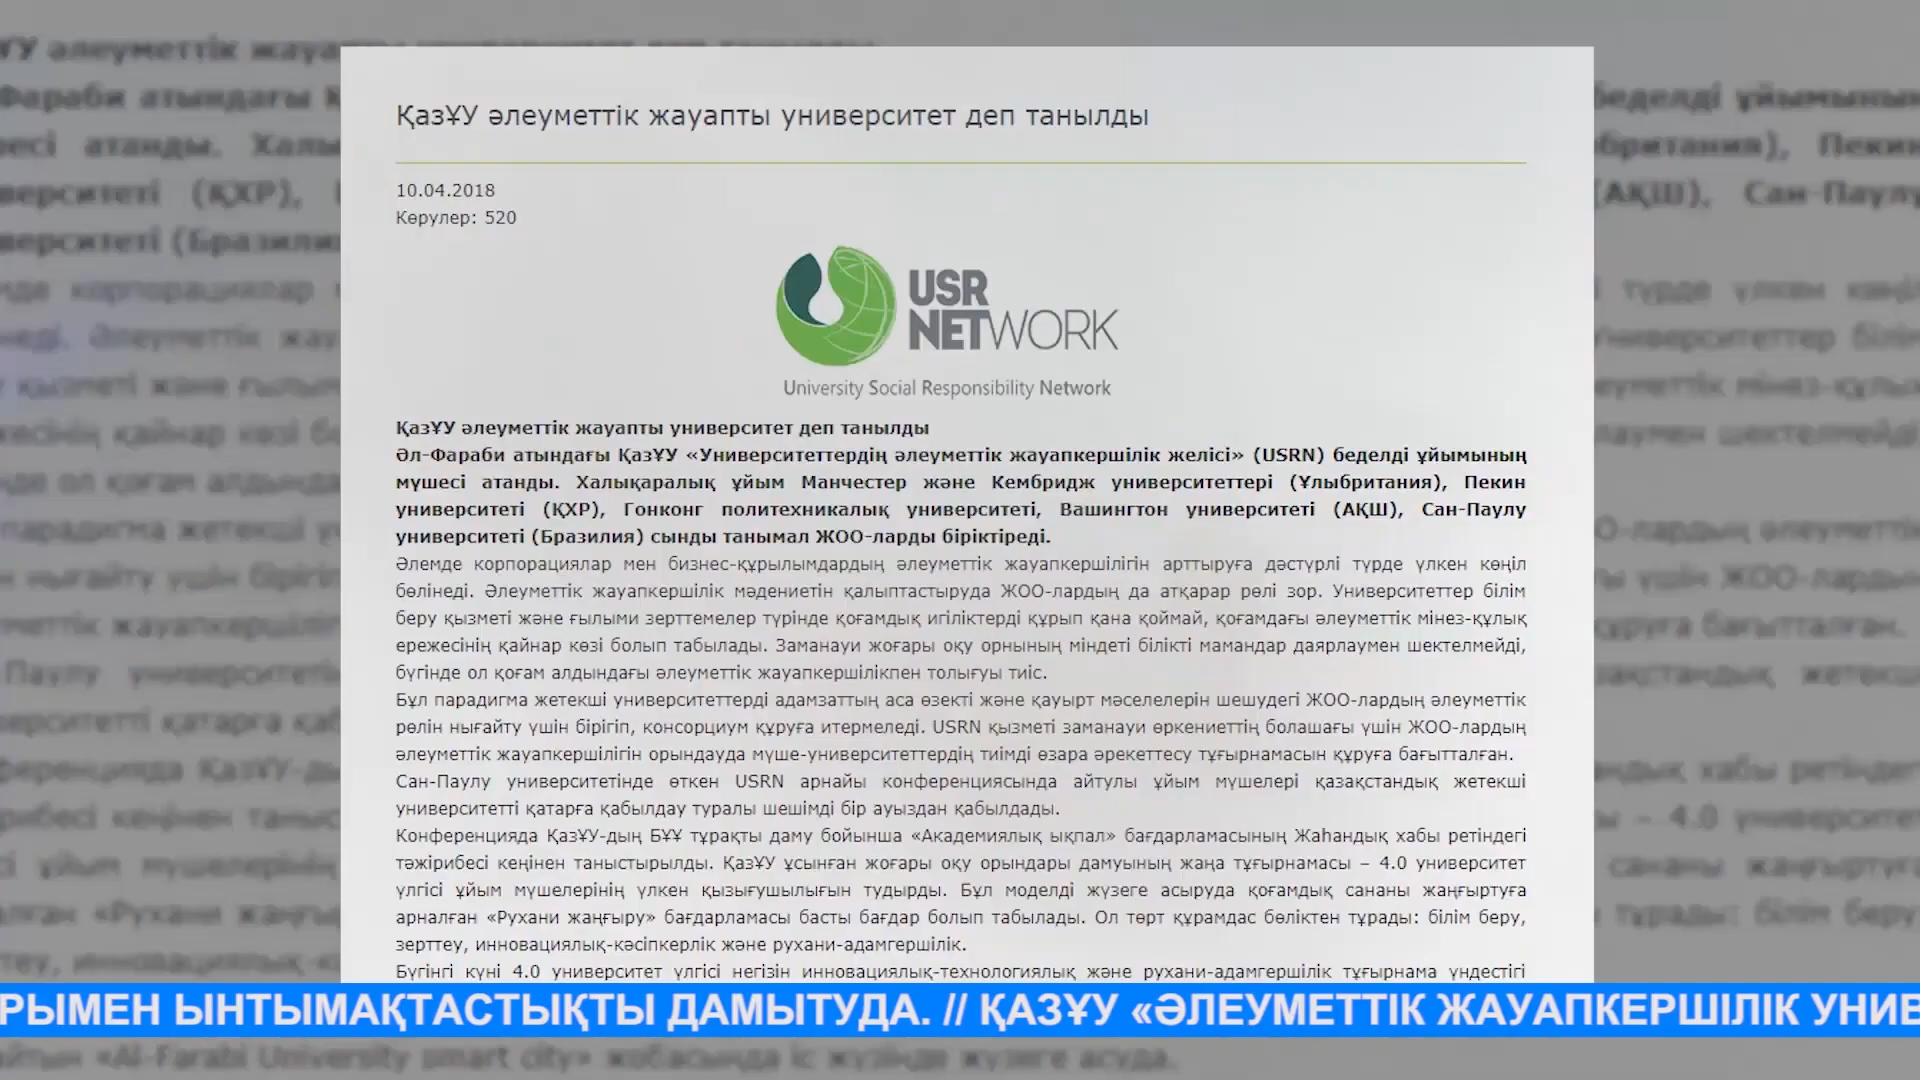 ҚазҰУ әлеуметтік жауапты университет деп танылды
10.04.2018
Көрулер: 520
USR
NETWORK
University Social Responsibility Network
ҚазҰУ әлеуметтік жауапты университет деп танылды
Әл-Фараби атындағы ҚазҰУ «Университеттердің әлеуметтік жауапкершілік желісі» (USRN) беделді ұйымының
мүшесі атанды. Халықаралық ұйым Манчестер және Кембридж университеттері (Ұлыбритания), Пекин
университеті (ҚХР), Гонконг политехникалық университеті, Вашингтон университеті (АҚШ), Сан-Паулу
университеті (Бразилия) сынды танымал ЖОО-ларды біріктіреді.
Әлемде корпорациялар мен бизнес-құрылымдардың әлеуметтік жауапкершілігін арттыруға дәстүрлі түрде үлкен көңіл
бөлінеді. Әлеуметтік жауапкершілік мәдениетін қалыптастыруда ЖОО-лардың да атқарар рөлі зор. Университеттер білім
беру қызметі және ғылыми зерттемелер түрінде қоғамдық игіліктерді құрып қана қоймай, қоғамдағы әлеуметтік мінез-құлық
ережесінің қайнар көзі болып табылады. Заманауи жоғары оқу орнының міндеті білікті мамандар даярлаумен шектелмейді,
бүгінде ол қоғам алдындағы әлеуметтік жауапкершілікпен толығуы тиіс.
Бұл парадигма жетекші университеттерді адамзаттың аса өзекті және қауырт мәселелерін шешудегі ЖОО-лардың әлеуметтік
рөлін нығайту үшін бірігіп, консорциум құруға итермеледі. USRN қызметі заманауи өркениеттің болашағы үшін ЖОО-лардың
әлеуметтік жауапкершілігін орындауда мүше-университеттердің тиімді өзара әрекеттесу тұғырнамасын құруға бағытталған.
Сан-Паулу университетінде өткен USRN арнайы конференциясында айтулы ұйым мүшелері қазақстандық жетекші
университетті қатарға қабылдау туралы шешімді бір ауыздан қабылдады.
Конференцияда ҚазҰУ-дың БҰҰ тұрақты даму бойынша «Академиялық ықпал» бағдарламасының Жаһандық хабы ретіндегі
тәжірибесі кеңінен таныстырылды. ҚазҰУ ұсынған жоғары оқу орындары дамуының жаңа тұғырнамасы – 4.0 университет
үлгісі ұйым мүшелерінің үлкен қызығушылығын тудырды. Бұл моделді жүзеге асыруда қоғамдық сананы жаңғыртуға
арналған «Рухани жаңғыру» бағдарламасы басты бағдар болып табылады. Ол төрт құрамдас бөліктен тұрады: білім беру,
зерттеу, инновациялық-кәсіпкерлік және рухани-адамгершілік.
Бүгінгі күні 4.0 университет үлгісі негізін инновациялық-технологиялық және рухани-адамгершілік тұғырнама үндестігі
РЫМЕН ЫНТЫМАҚТАСТЫҚТЫ ДАМЫТУДА. // ҚАЗҰУ «ӘЛЕУМЕТТІК ЖАУАПКЕРШІЛІК УНИВ